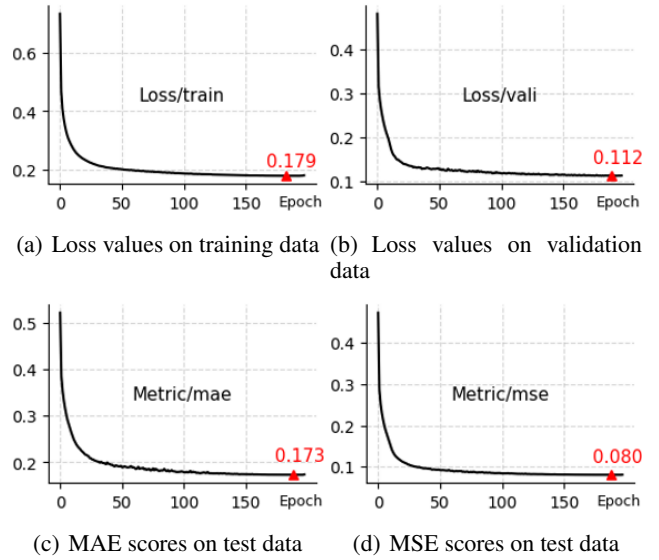 0.6
0.4
0.2
Loss/train
0.179
0 50 100 150 Epoch
(a) Loss values on training data
0.4
0.3
0.2
0.1
Loss/vali
0.112
0 50 100 150 Epoch
(b) Loss values on validation
data
0.5
0.4
0.3
0.2
Metric/mae
0.173
0 50 100 150 Epoch
(c) MAE scores on test data
0.4
0.3
0.2
0.1
Metric/mse
0.080
0 50 100 150 Epoch
(d) MSE scores on test data